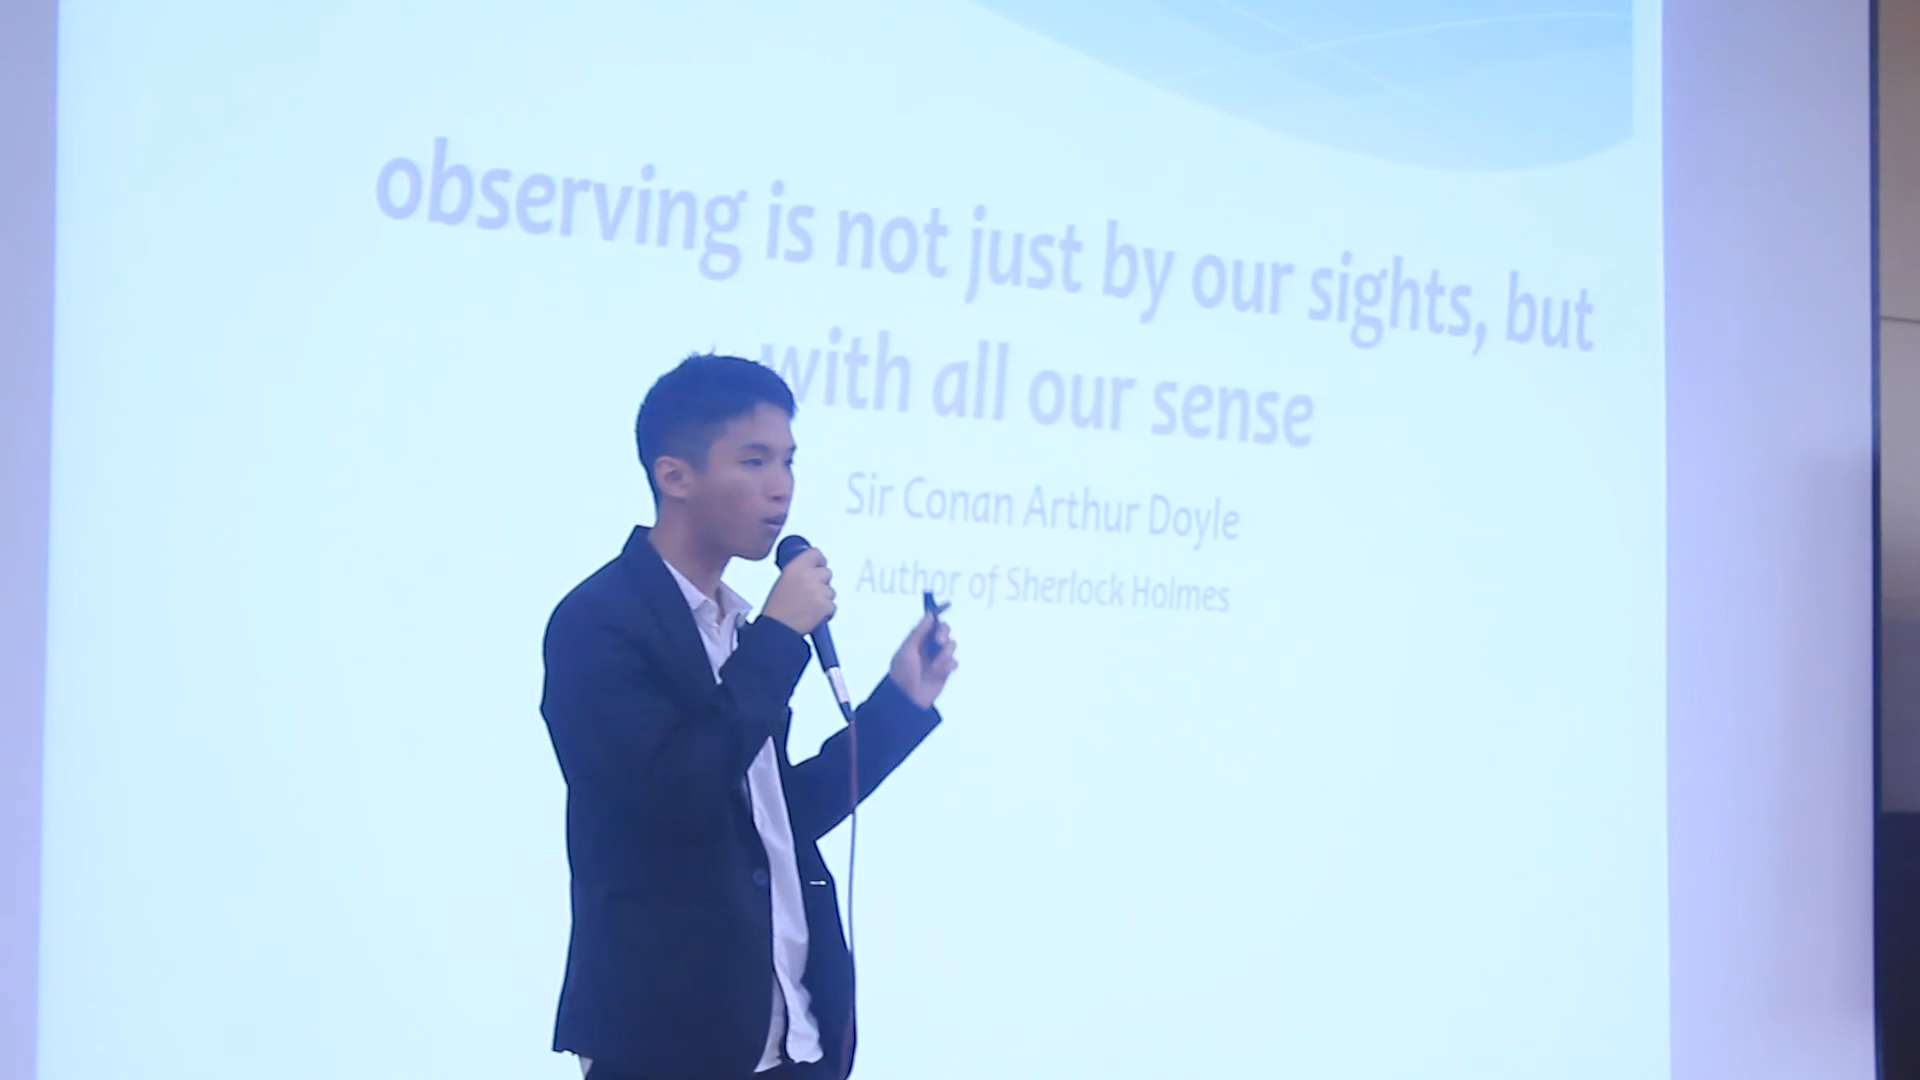 observing is not just by our sights, but
with all our sense
Sir Conan Arthur Doyle
Author of Sherlock Holmes